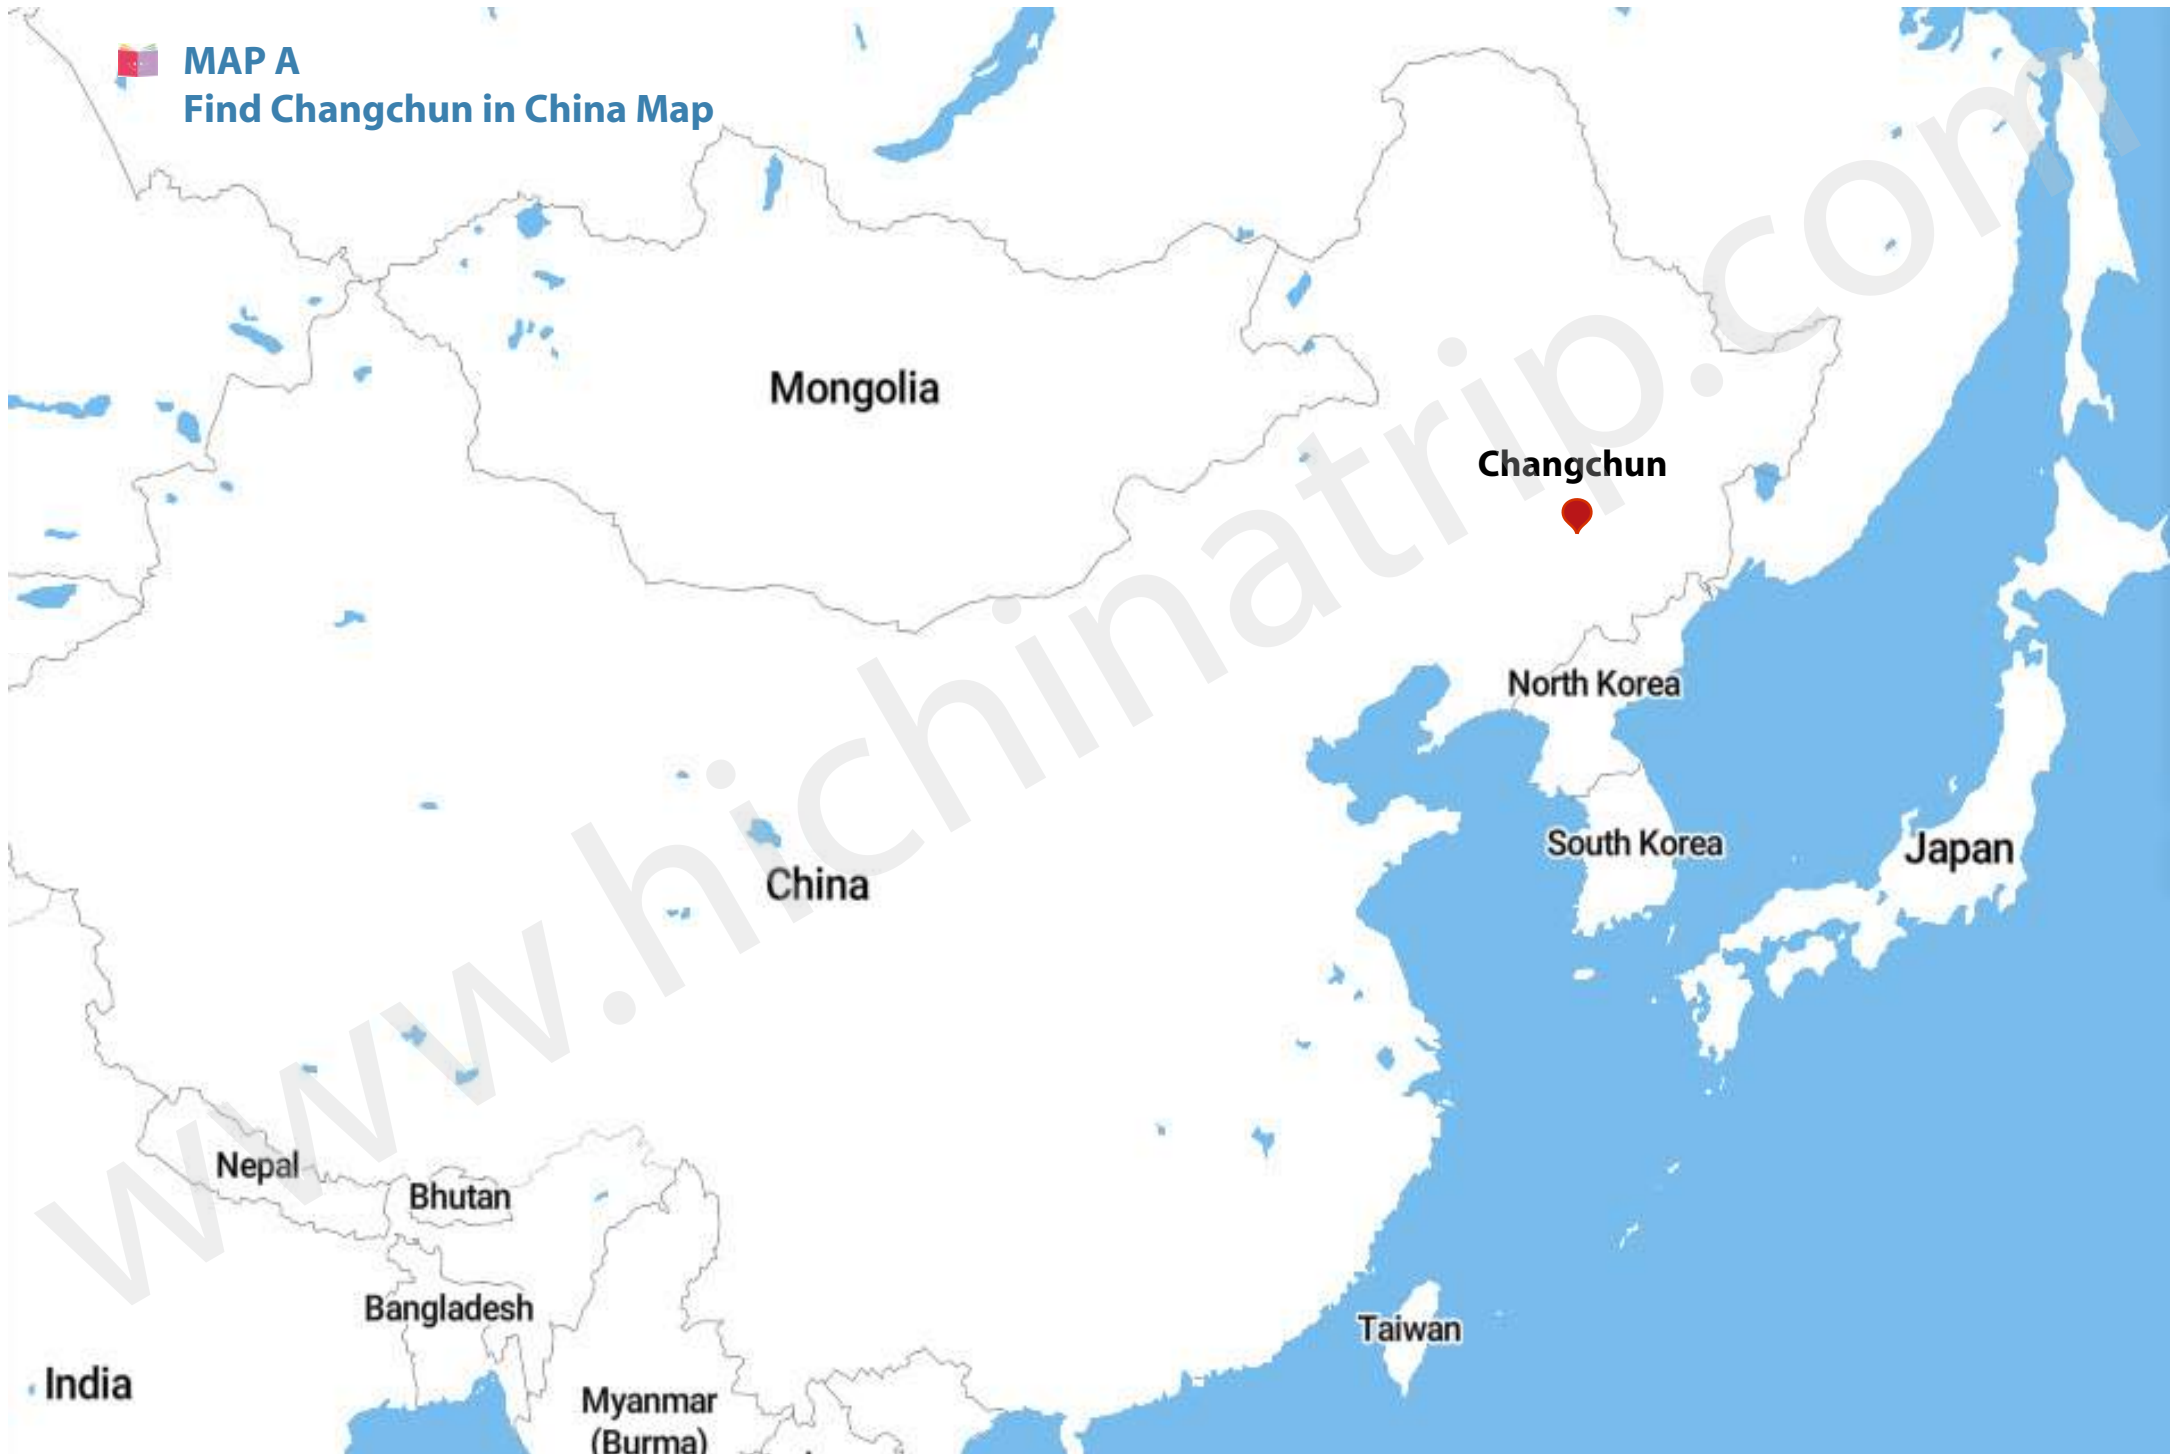 MAP A
Find Changchun in China Map
Mongolia
Changchun
North Korea
South Korea
Japan
China
Nepal
Bhutan
Bangladesh
Taiwan
India
Myanmar
(Burma)
www.hichinatrip.com